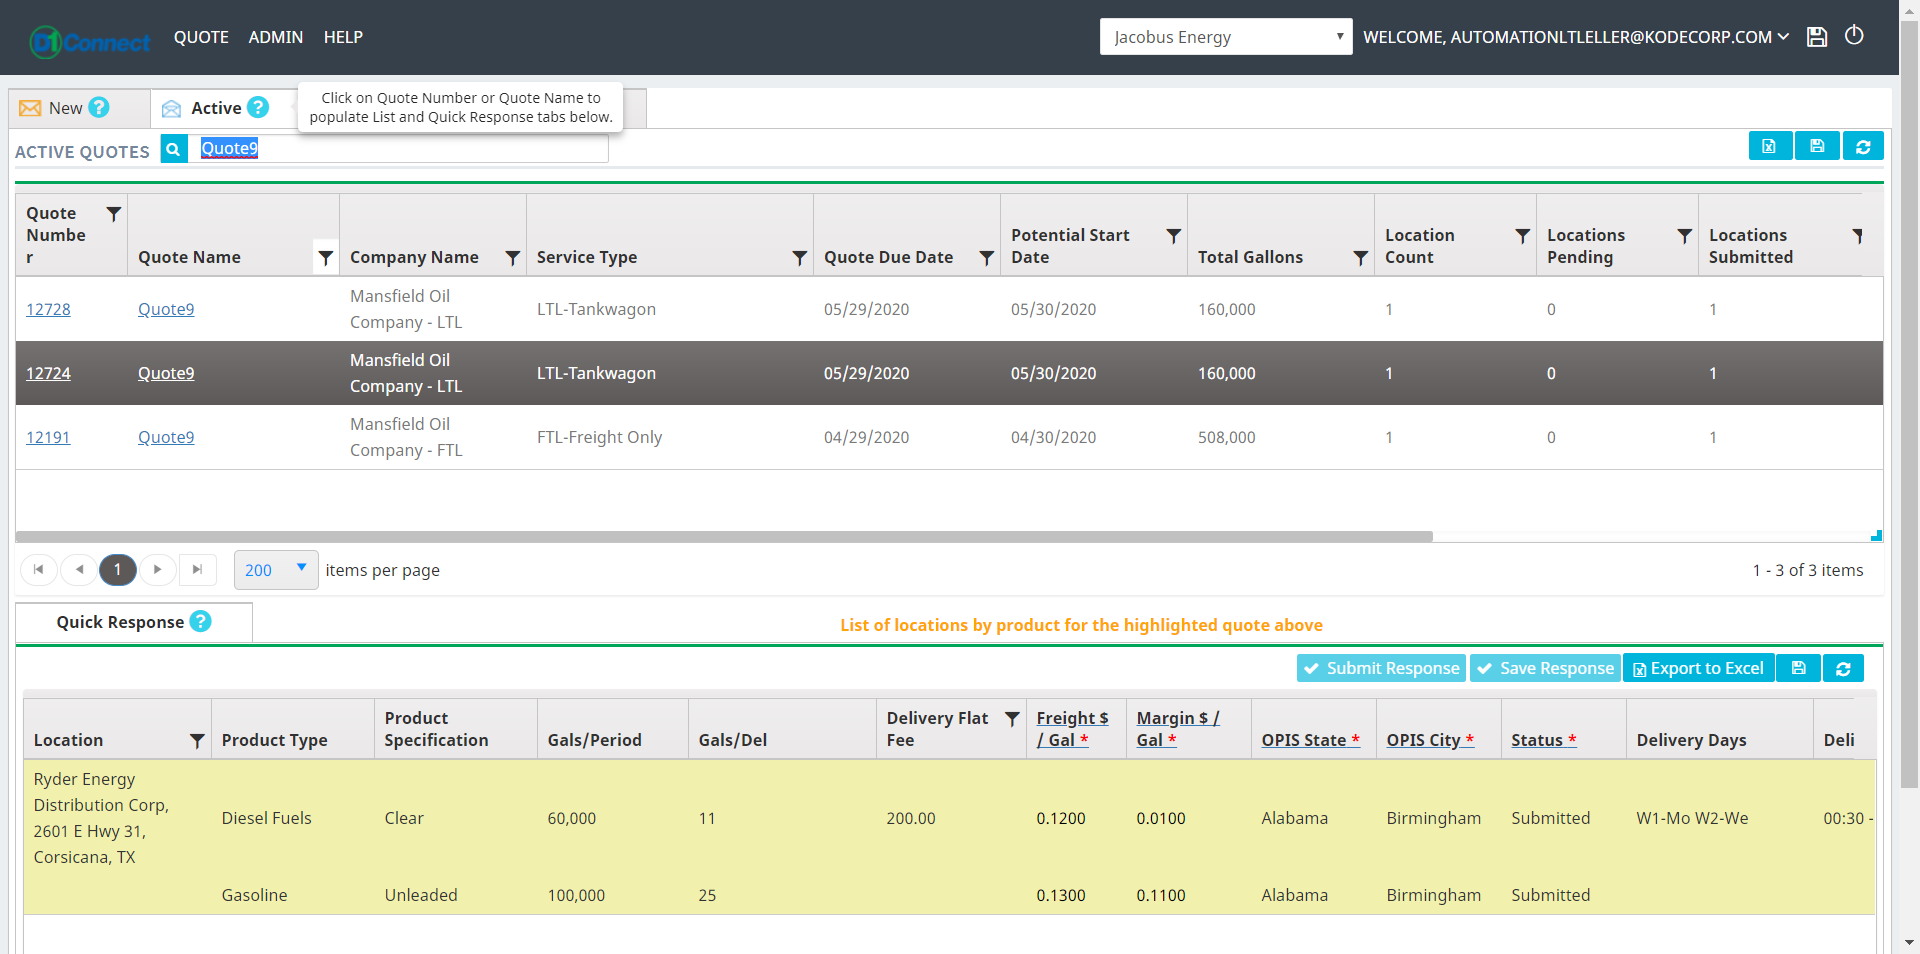 D1Connect QUOTE ADMIN HELP Jacobus Energy WELCOME, AUTOMATIONLTLELLER@KODECORP.COM
New ? Active ? Click on Quote Number or Quote Name to
populate List and Quick Response tabs below.
ACTIVE QUOTES Quote9
Quote
Numbe
r Quote Name Company Name Service Type Quote Due Date Potential Start
Date Total Gallons Location
Count Locations
Pending Locations
Submitted
12728 Quote9 Mansfield Oil
Company - LTL LTL-Tankwagon 05/29/2020 05/30/2020 160,000 1 0 1
12724 Quote9 Mansfield Oil
Company - LTL LTL-Tankwagon 05/29/2020 05/30/2020 160,000 1 0 1
12191 Quote9 Mansfield Oil
Company - FTL FTL-Freight Only 04/29/2020 04/30/2020 508,000 1 0 1
1 200 items per page 1 - 3 of 3 items
Quick Response ? List of locations by product for the highlighted quote above
Submit Response Save Response Export to Excel
Location Product Type Product
Specification Gals/Period Gals/Del Delivery Flat
Fee Freight $
/ Gal * Margin $ /
Gal * OPIS State * OPIS City * Status * Delivery Days Deli
Ryder Energy
Distribution Corp,
2601 E Hwy 31,
Corsicana, TX Diesel Fuels Clear 60,000 11 200.00 0.1200 0.0100 Alabama Birmingham Submitted W1-Mo W2-We 00:30 -
Gasoline Unleaded 100,000 25 0.1300 0.1100 Alabama Birmingham Submitted